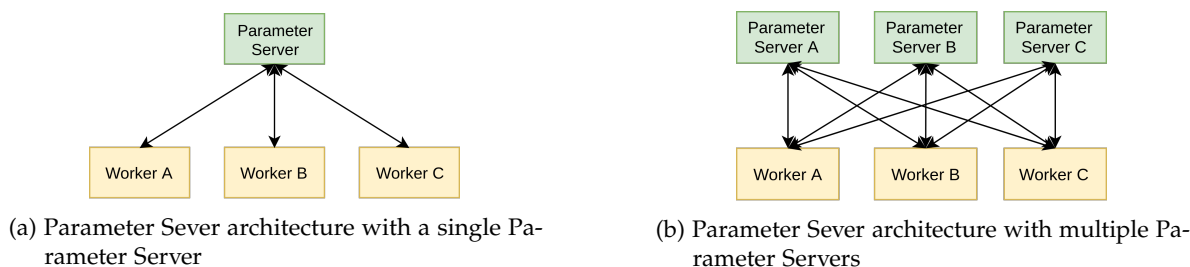 Parameter
Server
Worker A
Worker B
Worker C
(a) Parameter Sever architecture with a single Pa-
rameter Server
Parameter
Server A
Parameter
Server B
Parameter
Server C
Worker A
Worker B
Worker C
(b) Parameter Sever architecture with multiple Pa-
rameter Servers